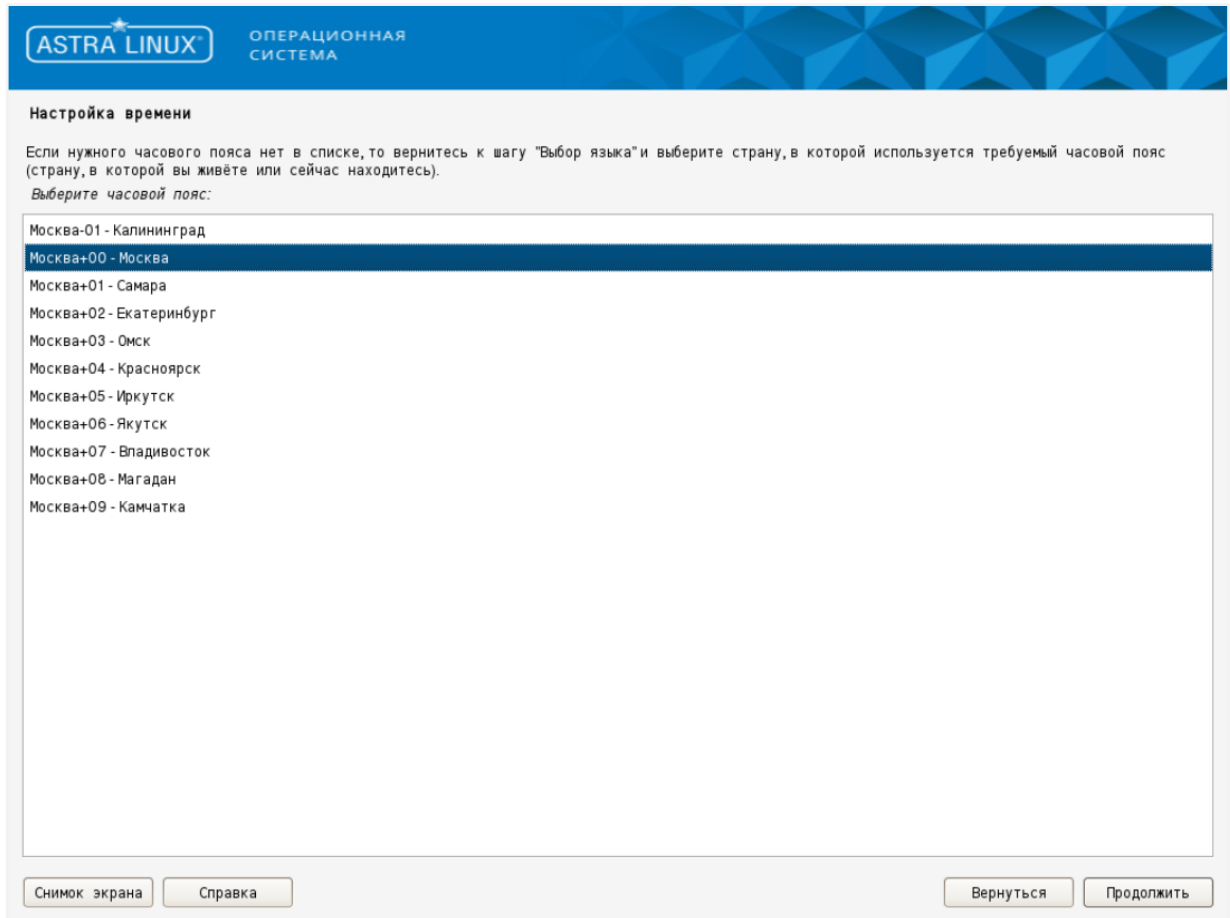 ASTRA LINUX®
ОПЕРАЦИОННАЯ
СИСТЕМА
Настройка времени
Если нужного часового пояса нет в списке, то вернитесь к шагу "Выбор языка" и выберите страну, в которой используется требуемый часовой пояс
(страну, в которой вы живёте или сейчас находитесь).
Выберите часовой пояс:
Москва-01 - Калининград
Москва+00 - Москва
Москва+01 - Самара
Москва+02 - Екатеринбург
Москва+03 - Омск
Москва+04 - Красноярск
Москва+05 - Иркутск
Москва+06 - Якутск
Москва+07 - Владивосток
Москва+08 - Магадан
Москва+09 - Камчатка
Снимок экрана Справка Вернуться Продолжить